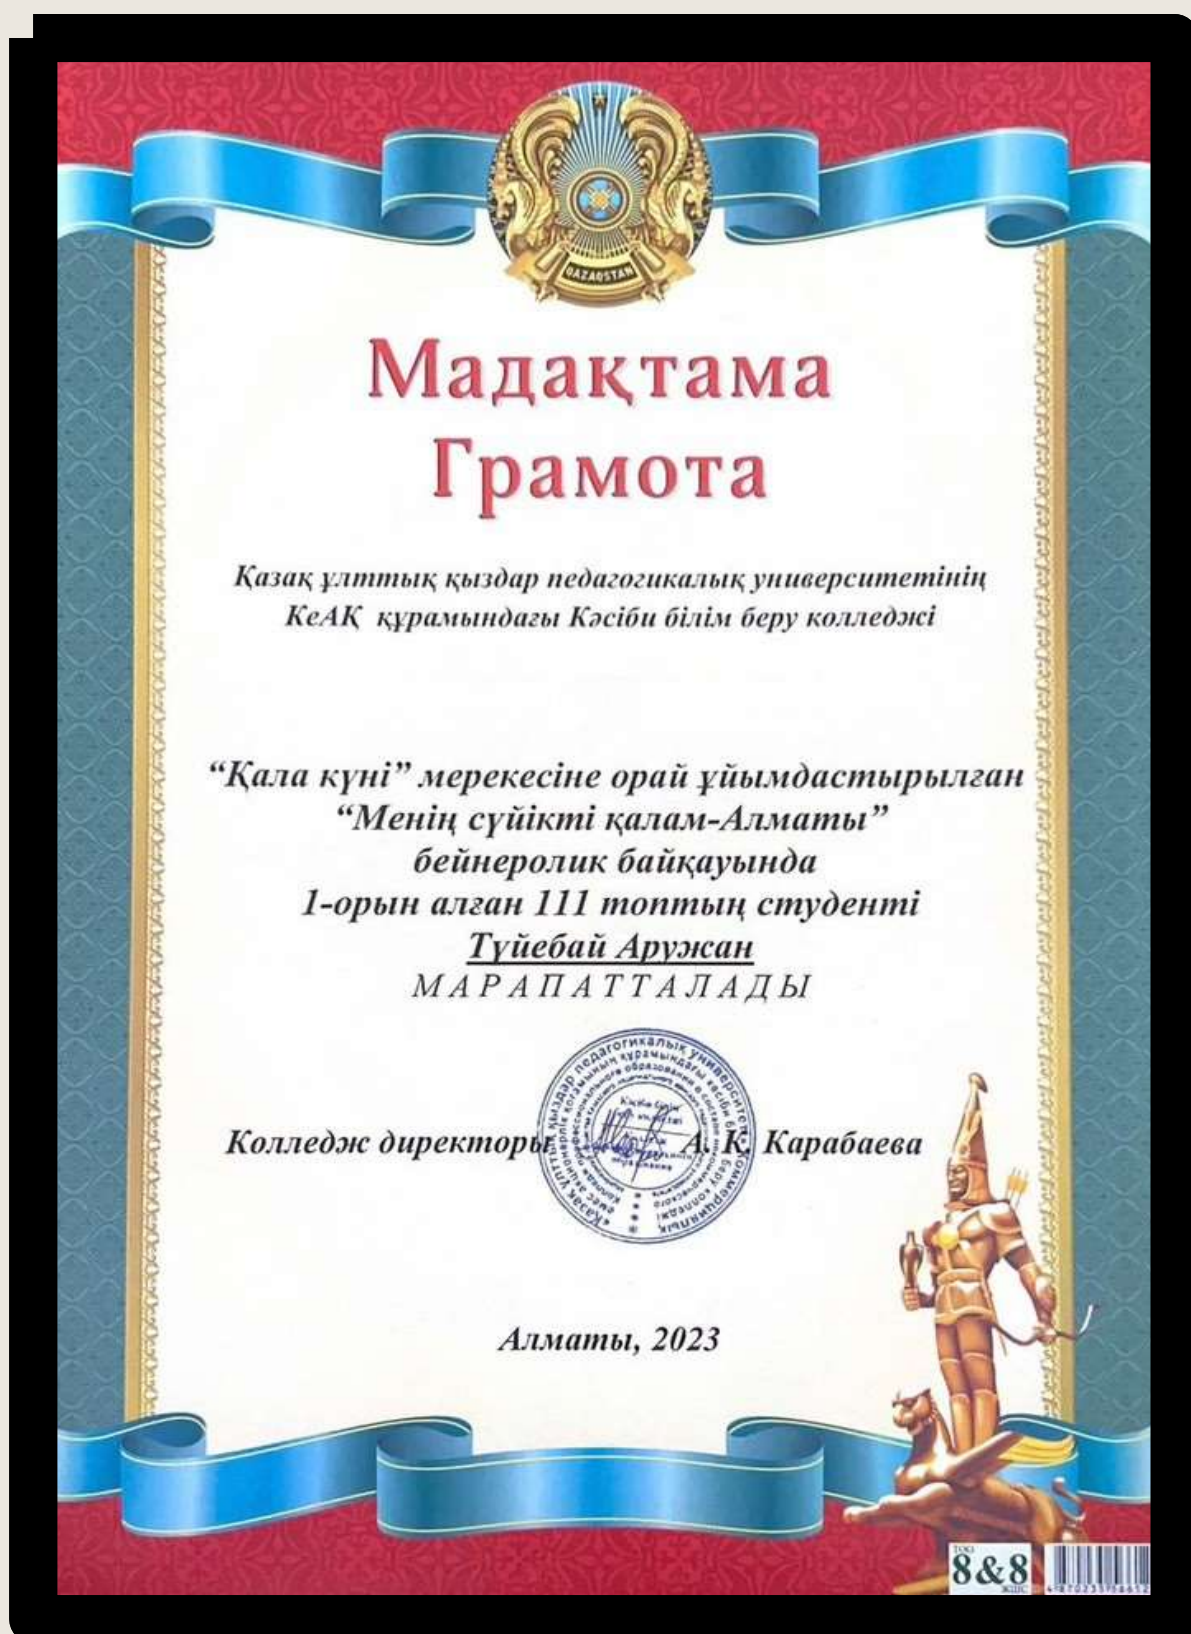 QAZAQSTAN
Мадақтама
Грамота
Қазақ ұлттық қыздар педагогикалық университетінің
КеАҚ құрамындағы Кәсіби білім беру колледжі
“Қала күні” мерекесіне орай ұйымдастырылған
“Менің сүйікті қалам-Алматы”
бейнеролик байқауында
1-орын алған 111 топтың студенті
Түйебай Аружан
М А Р А П А Т Т А Л А Д Ы
Колледж директоры А. К. Карабаева
Алматы, 2023
8&8
ЖШС